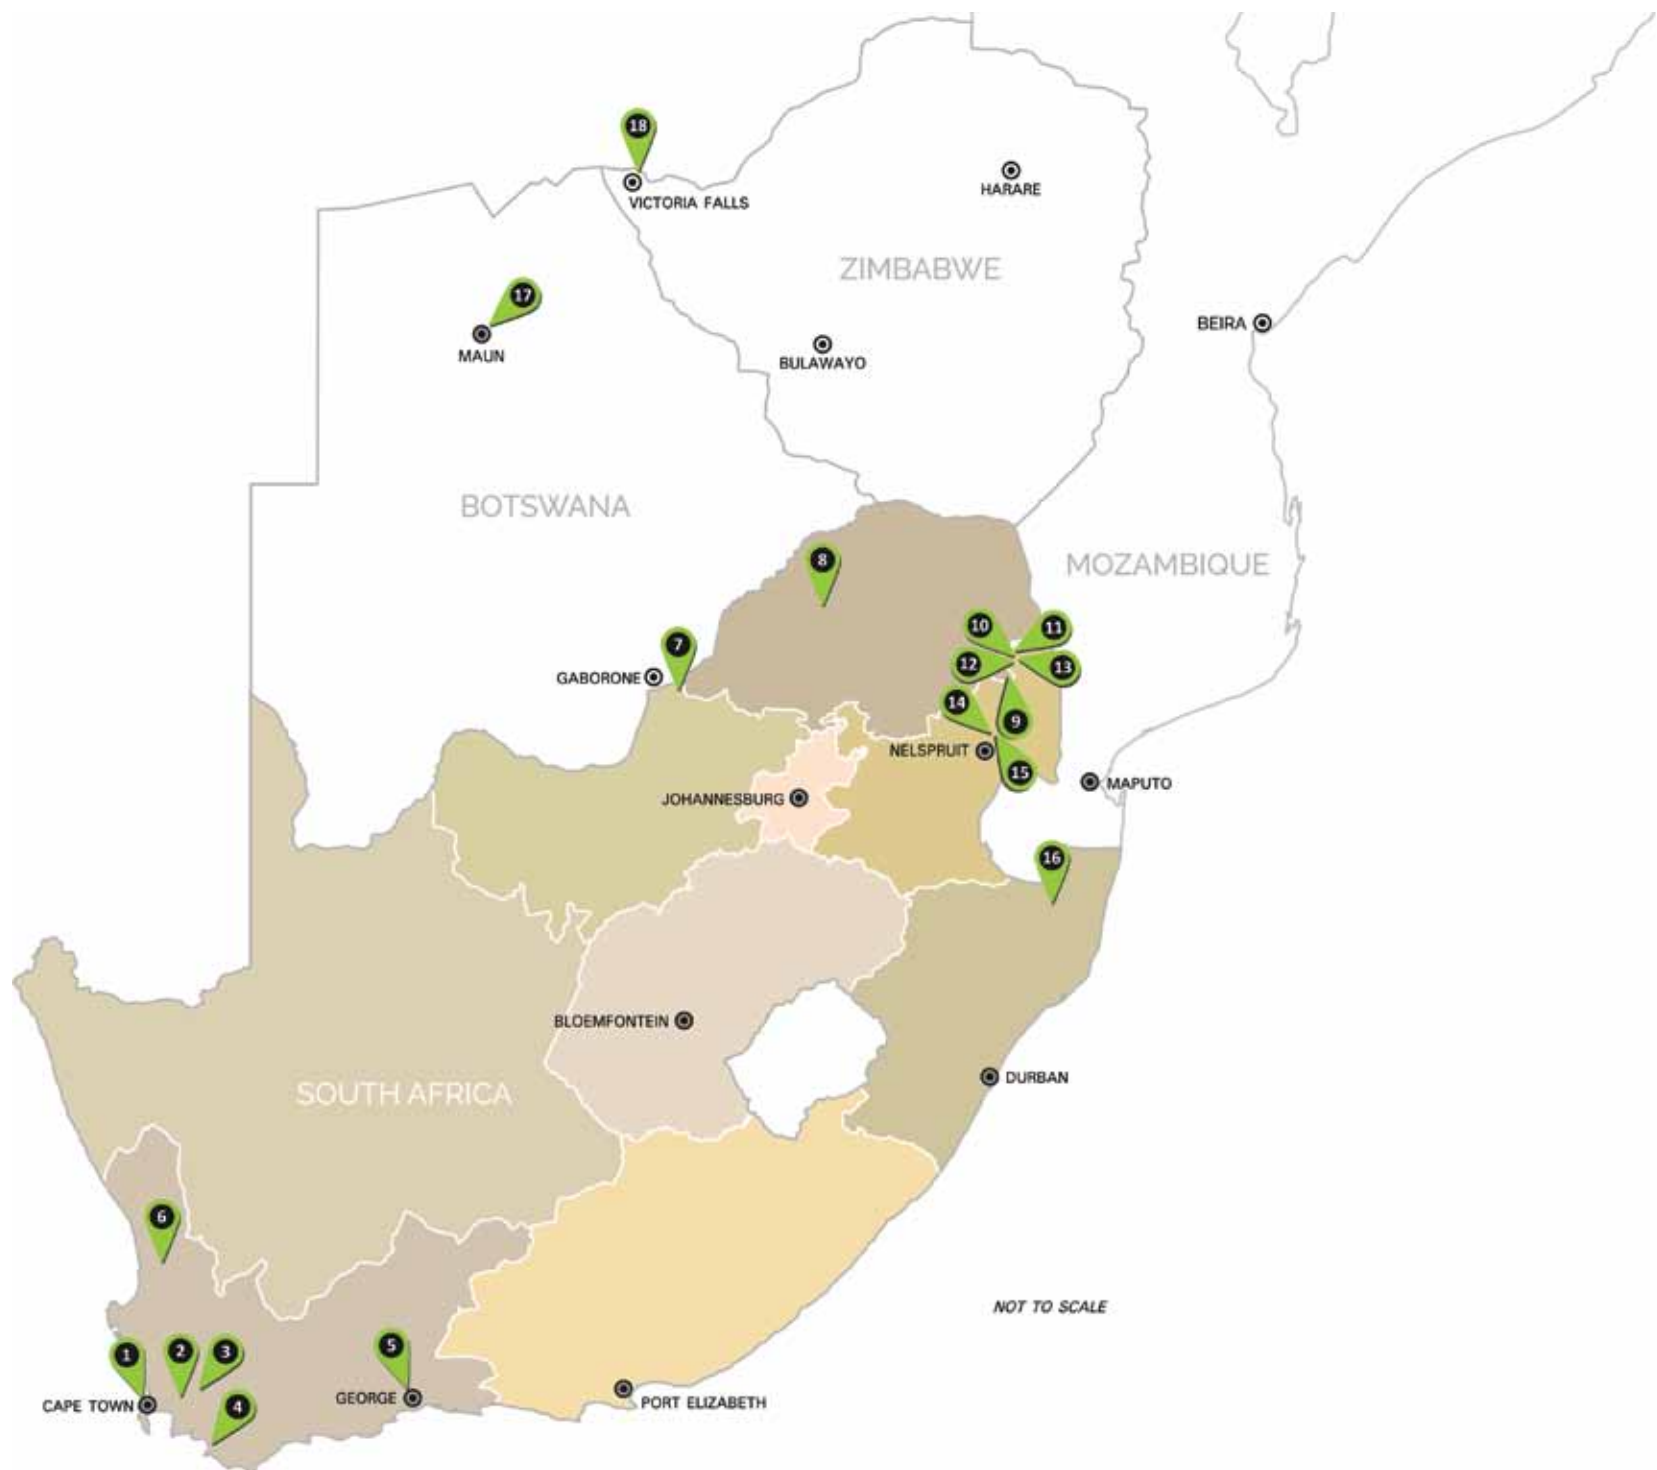 18
VICTORIA FALLS
HARARE
ZIMBABWE
17
MAUN
BEIRA
BULAWAYO
BOTSWANA
8
MOZAMBIQUE
10
11
7
12
13
GABORONE
14
9
NELSPRUIT
15
MAPUTO
JOHANNESBURG
16
BLOEMFONTEIN
DURBAN
SOUTH AFRICA
6
NOT TO SCALE
1
2
3
5
CAPE TOWN
4
GEORGE
PORT ELIZABETH